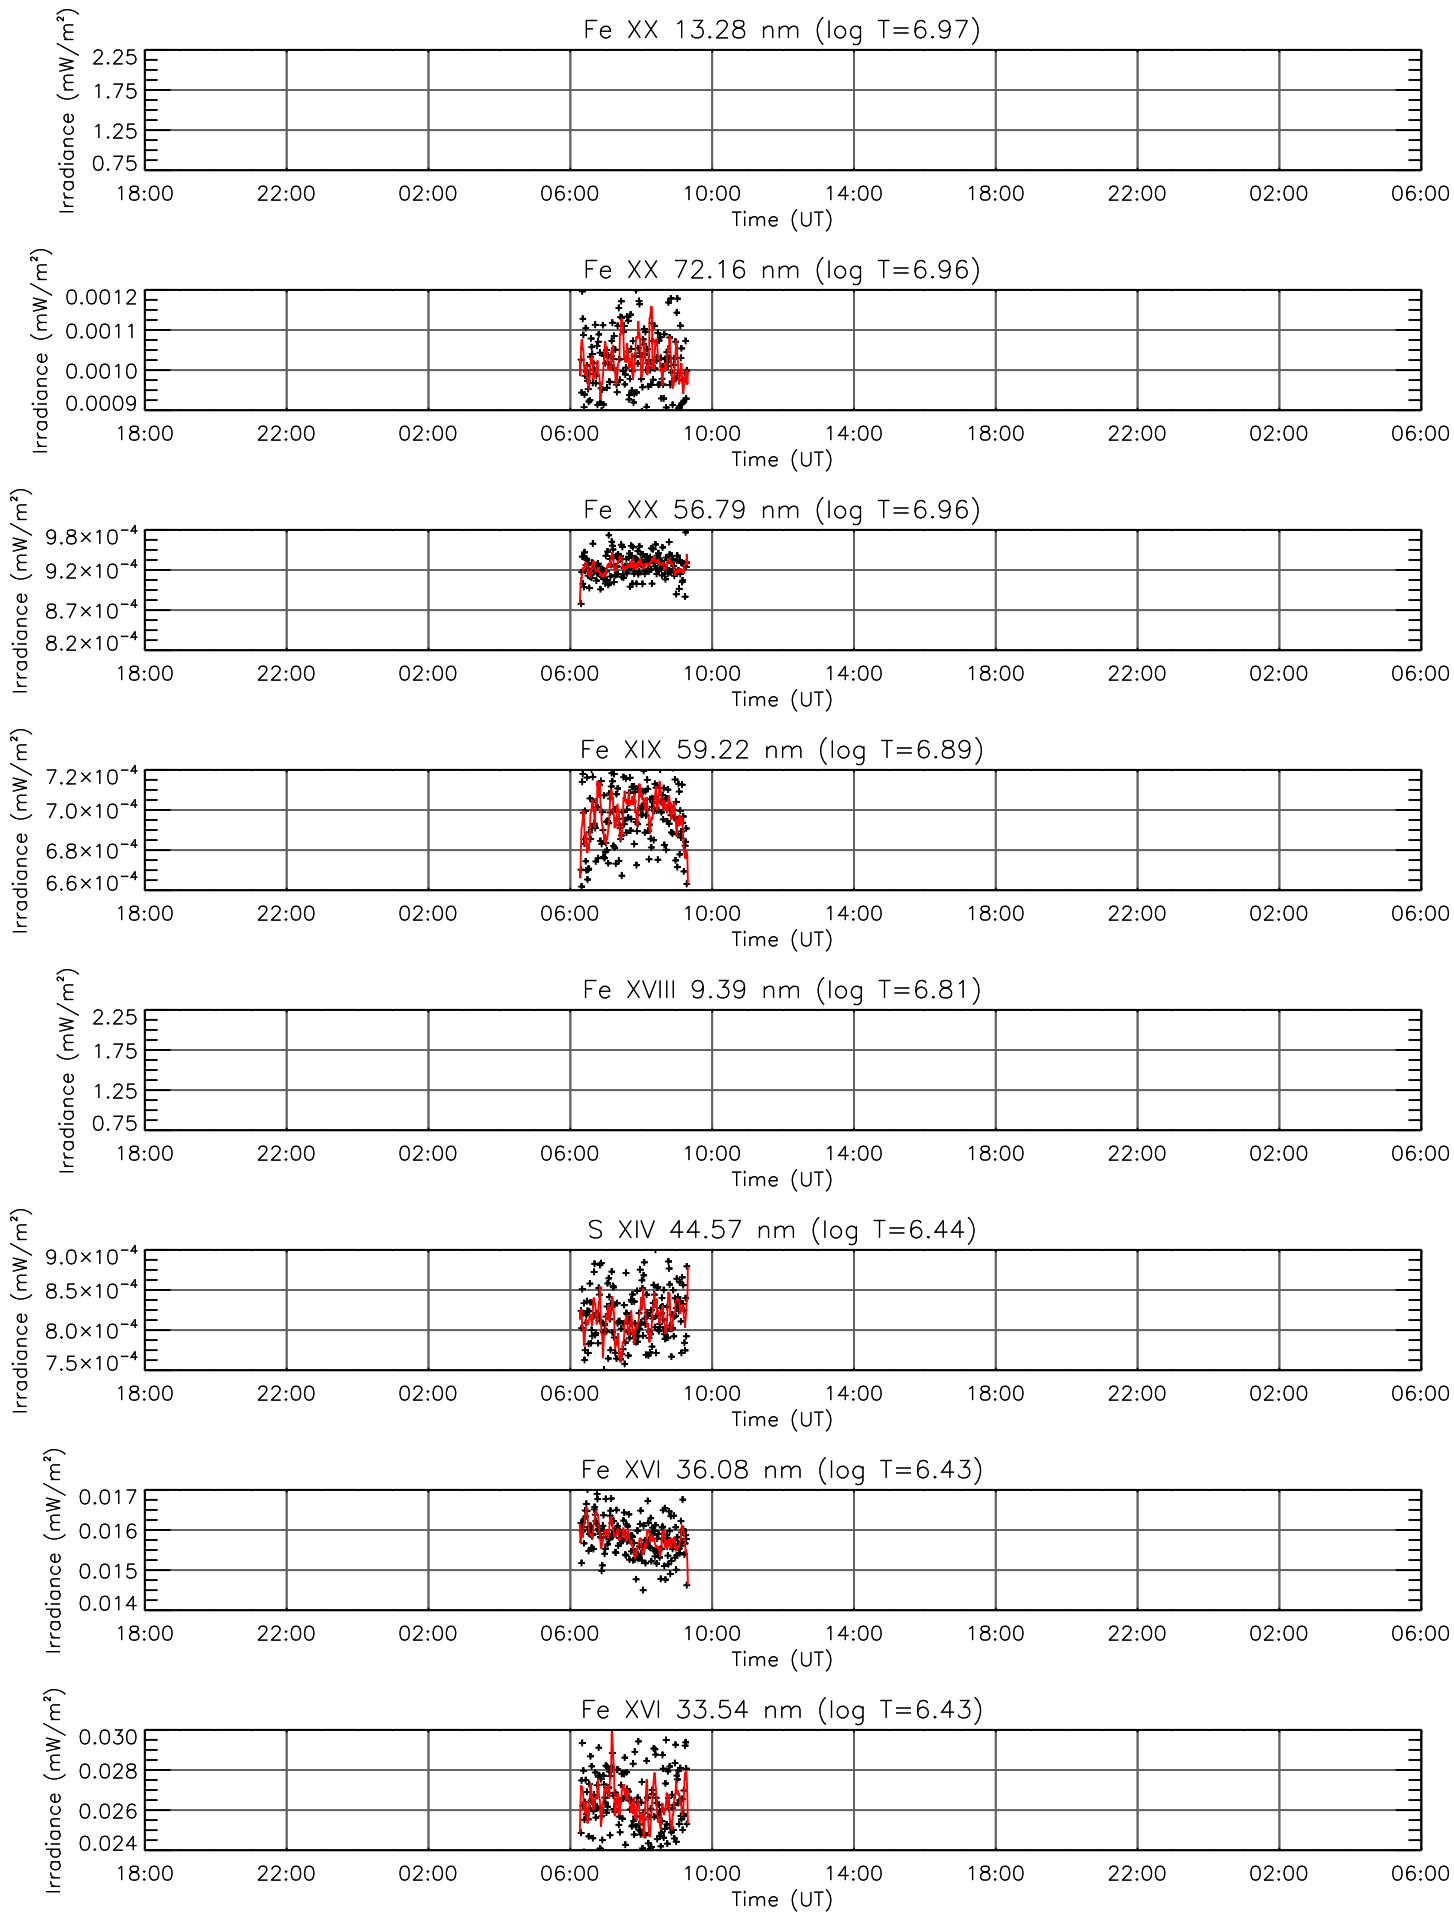 Fe XX 13.28 nm (log T=6.97)
Irradiance (mW/m²)
2.25
1.75
1.25
0.75
18:00 22:00 02:00 06:00 10:00 14:00 18:00 22:00 02:00 06:00
Time (UT)
Fe XX 72.16 nm (log T=6.96)
Irradiance (mW/m²)
0.0012
0.0011
0.0010
0.0009
18:00 22:00 02:00 06:00 10:00 14:00 18:00 22:00 02:00 06:00
Time (UT)
Fe XX 56.79 nm (log T=6.96)
Irradiance (mW/m²)
9.8×10⁻⁴
9.2×10⁻⁴
8.7×10⁻⁴
8.2×10⁻⁴
18:00 22:00 02:00 06:00 10:00 14:00 18:00 22:00 02:00 06:00
Time (UT)
Fe XIX 59.22 nm (log T=6.89)
Irradiance (mW/m²)
7.2×10⁻⁴
7.0×10⁻⁴
6.8×10⁻⁴
6.6×10⁻⁴
18:00 22:00 02:00 06:00 10:00 14:00 18:00 22:00 02:00 06:00
Time (UT)
Fe XVIII 9.39 nm (log T=6.81)
Irradiance (mW/m²)
2.25
1.75
1.25
0.75
18:00 22:00 02:00 06:00 10:00 14:00 18:00 22:00 02:00 06:00
Time (UT)
S XIV 44.57 nm (log T=6.44)
Irradiance (mW/m²)
9.0×10⁻⁴
8.5×10⁻⁴
8.0×10⁻⁴
7.5×10⁻⁴
18:00 22:00 02:00 06:00 10:00 14:00 18:00 22:00 02:00 06:00
Time (UT)
Fe XVI 36.08 nm (log T=6.43)
Irradiance (mW/m²)
0.017
0.016
0.015
0.014
18:00 22:00 02:00 06:00 10:00 14:00 18:00 22:00 02:00 06:00
Time (UT)
Fe XVI 33.54 nm (log T=6.43)
Irradiance (mW/m²)
0.030
0.028
0.026
0.024
18:00 22:00 02:00 06:00 10:00 14:00 18:00 22:00 02:00 06:00
Time (UT)